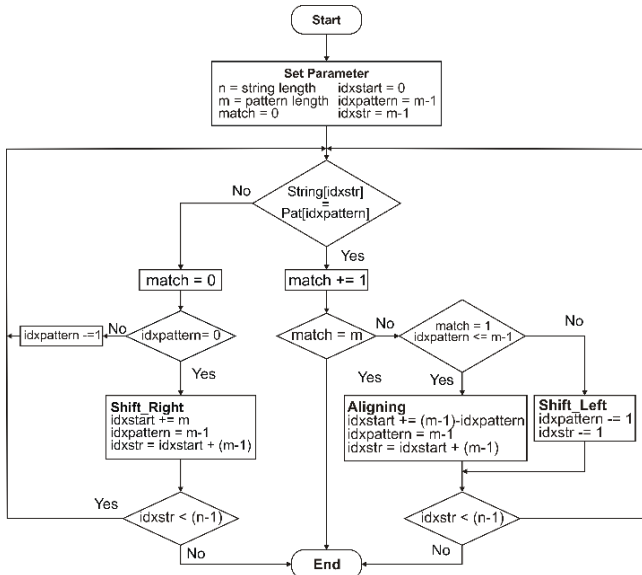 Start
Set Parameter
n = string length idxstart = 0
m = pattern length idxpattern = m-1
match = 0 idxstr = m-1
No
String[idxstr]
=
Pat[idxpattern]
Yes
match = 0
match += 1
idxpattern -=1
No
idxpattern= 0
match = m
No
match = 1
idxpattern <= m-1
No
Yes
Yes
Yes
Shift_Right
idxstart += m
idxpattern = m-1
idxstr = idxstart + (m-1)
Aligning
idxstart += (m-1)-idxpattern
idxpattern = m-1
idxstr = idxstart + (m-1)
Shift_Left
idxpattern -= 1
idxstr -= 1
Yes
idxstr < (n-1)
idxstr < (n-1)
No
End
No